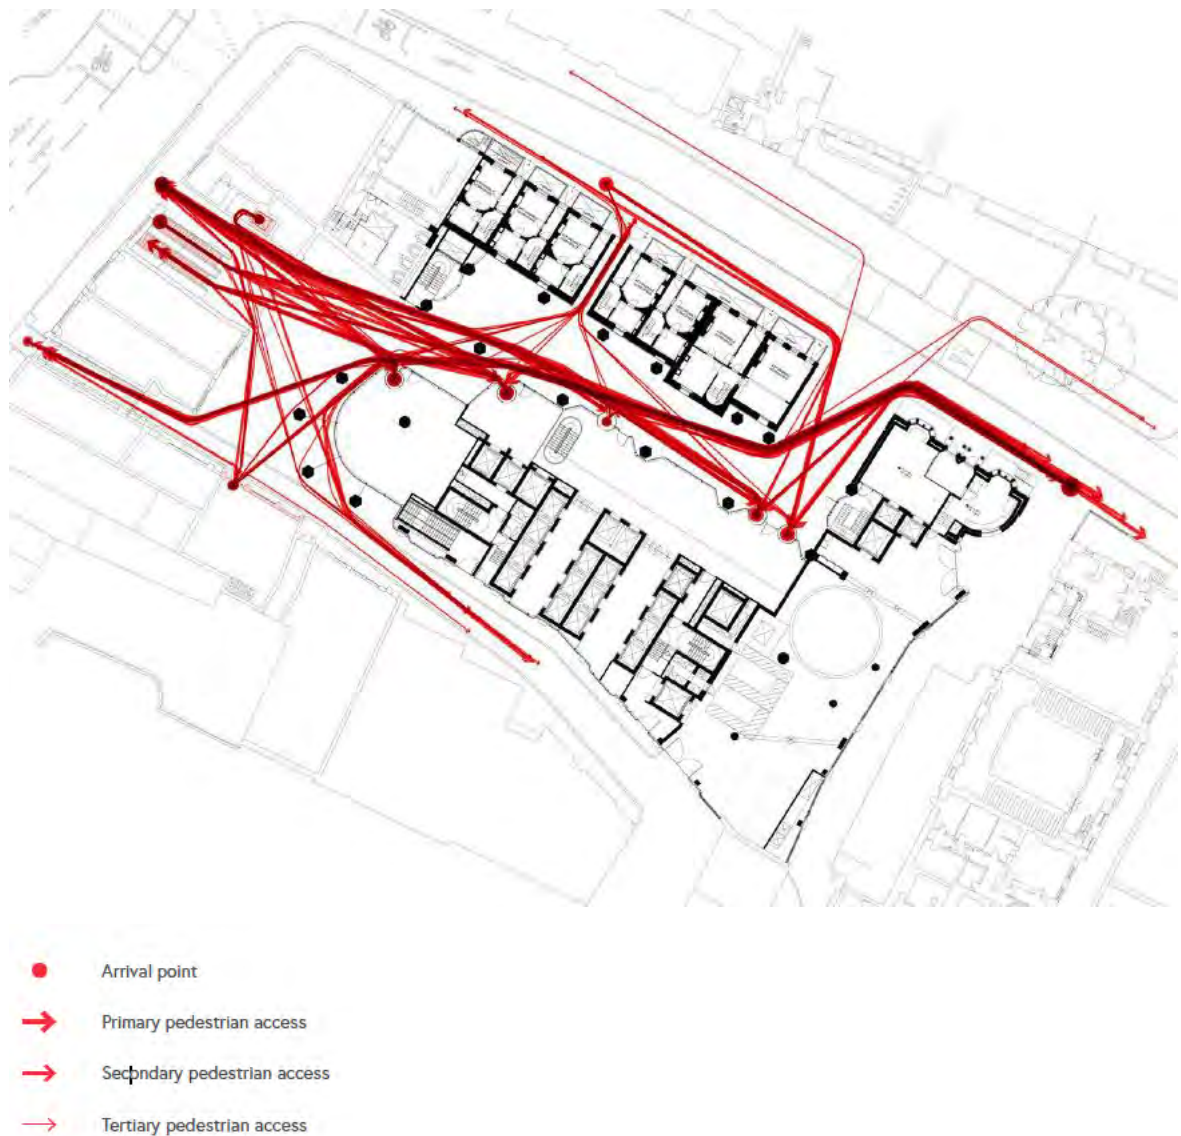 Arrival point
Primary pedestrian access
Secondary pedestrian access
Tertiary pedestrian access